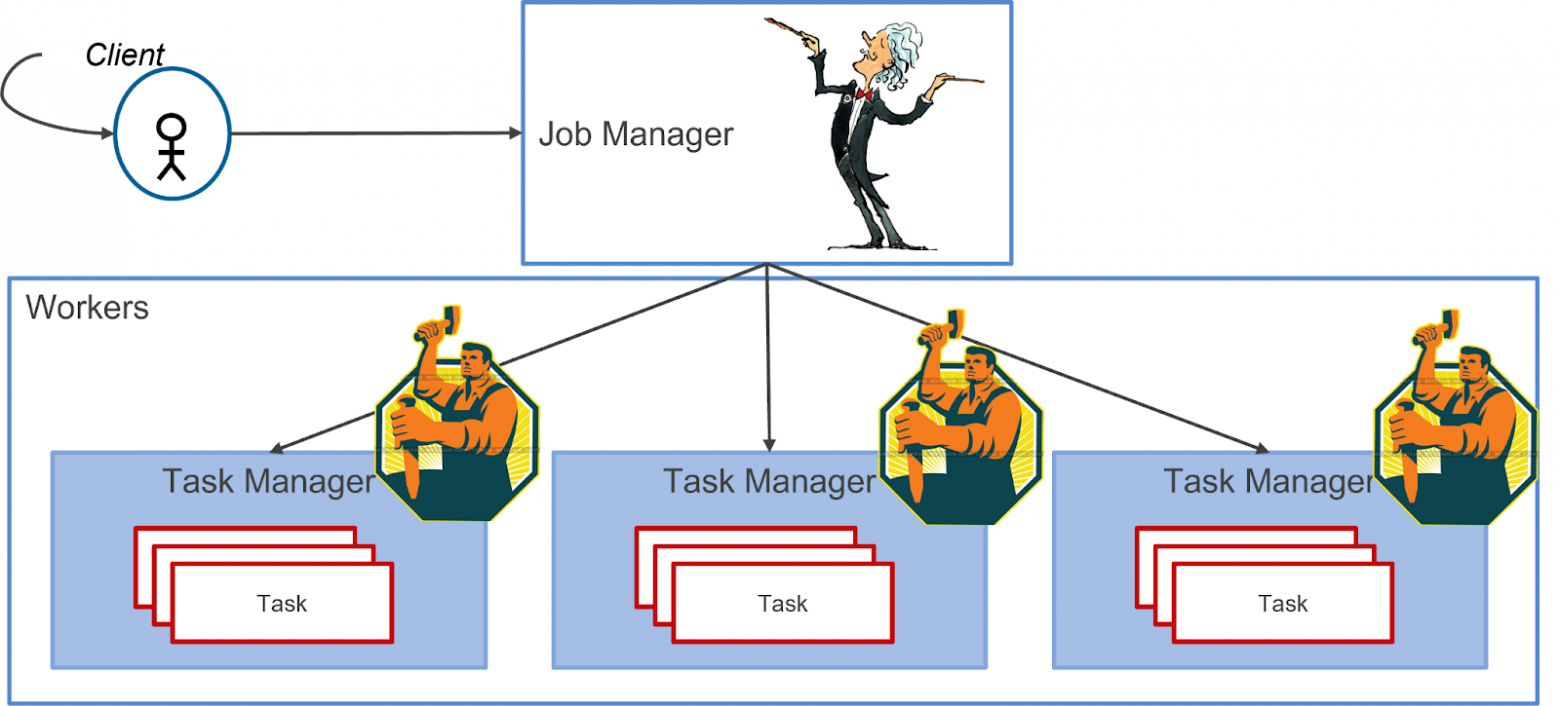 Client
Job Manager
Workers
Task Manager
Task Manager
Task Manager
Task
Task
Task